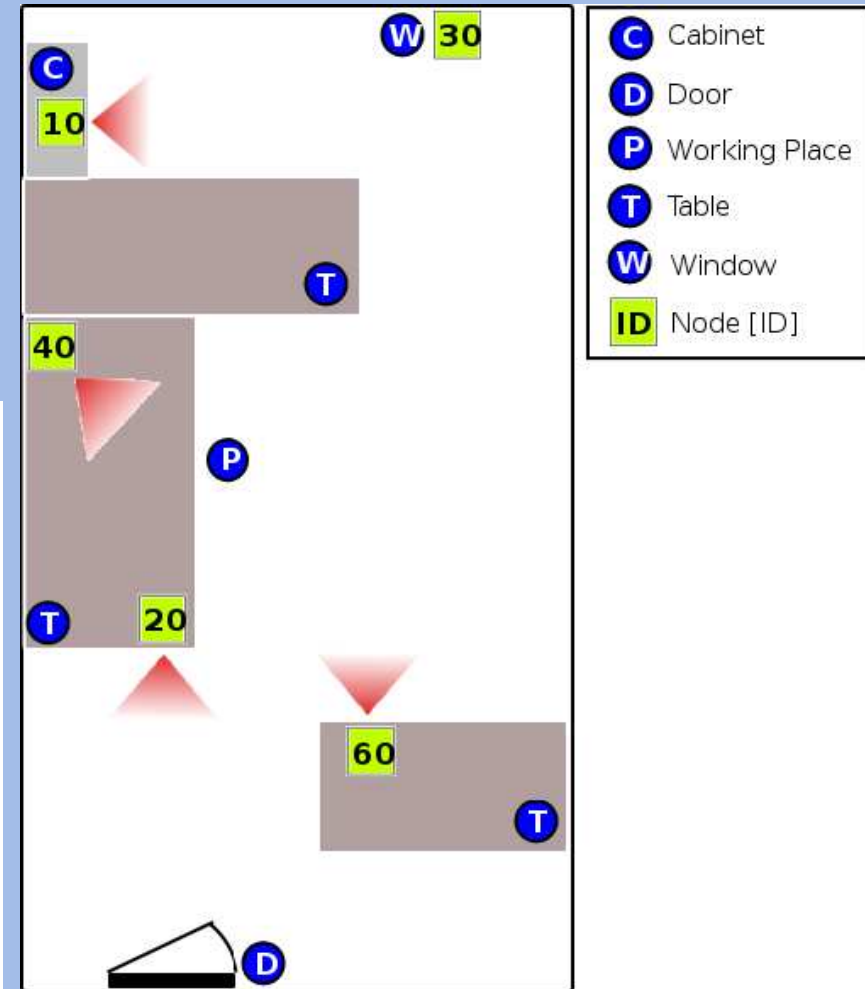 W 30
C
10
T
40
P
T 20
60
T
D
C Cabinet
D Door
P Working Place
T Table
W Window
ID Node [ID]